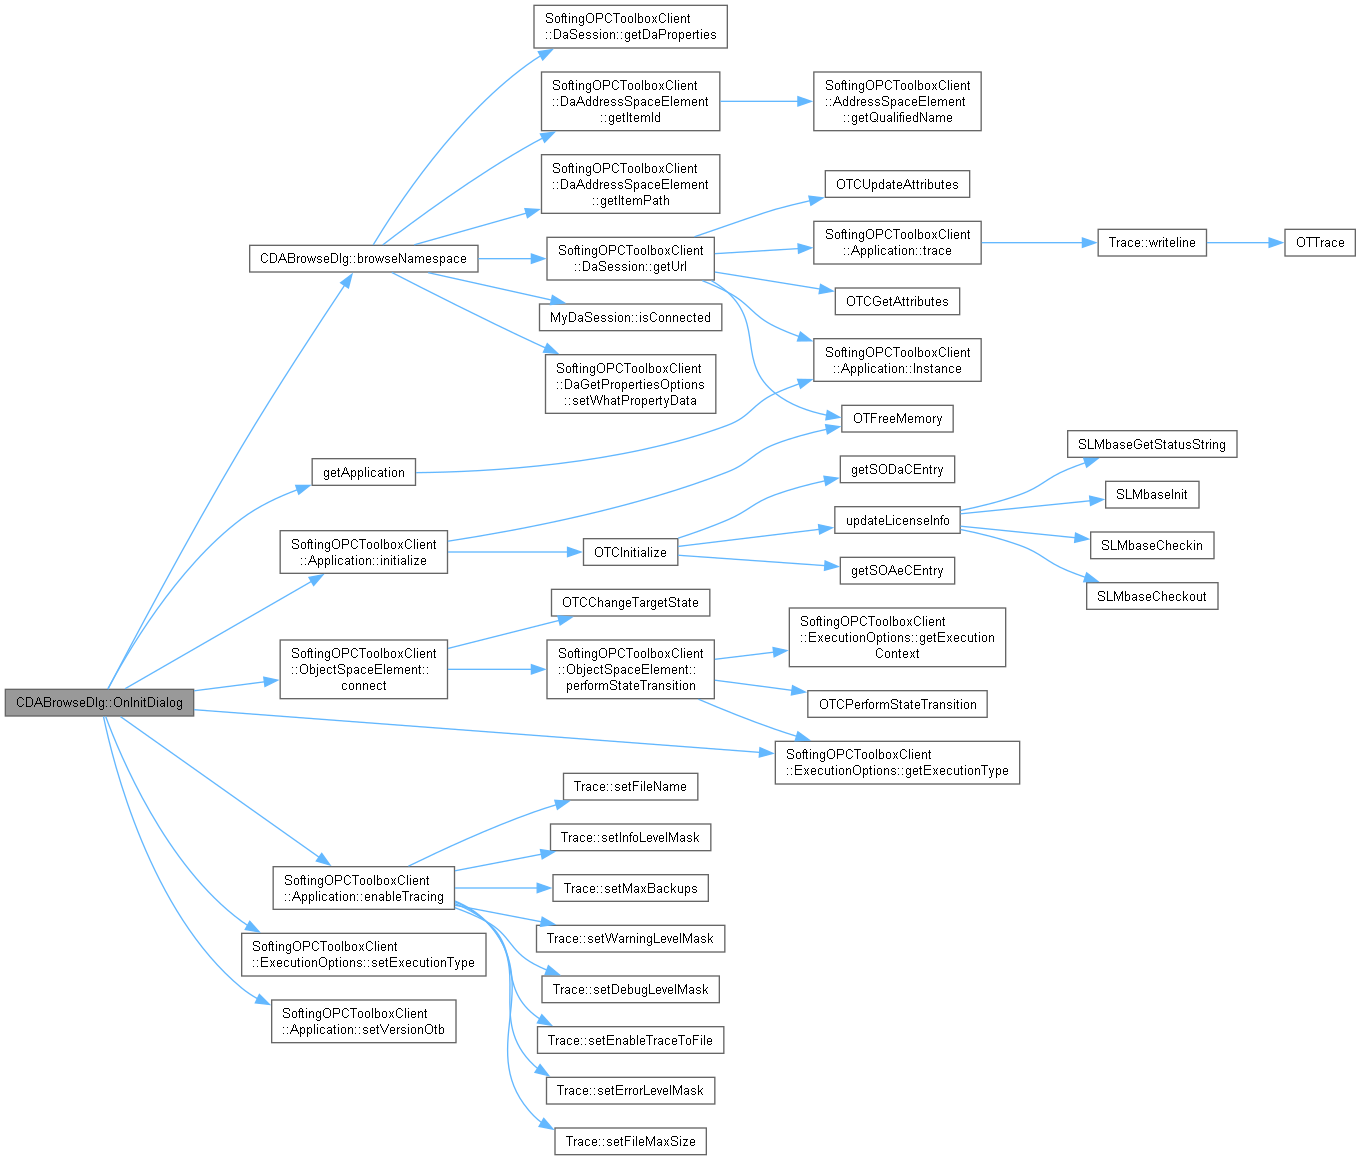 SoftingOPCToolboxClient
::DaSession::getDaProperties
SoftingOPCToolboxClient
::DaAddressSpaceElement
::getItemId
SoftingOPCToolboxClient
::AddressSpaceElement
::getQualifiedName
SoftingOPCToolboxClient
::DaAddressSpaceElement
::getItemPath
OTCUpdateAttributes
CDABrowseDlg::browseNamespace
SoftingOPCToolboxClient
::DaSession::getUrl
SoftingOPCToolboxClient
::Application::trace
Trace::writeline
OTTrace
OTCGetAttributes
MyDaSession::isConnected
SoftingOPCToolboxClient
::Application::Instance
SoftingOPCToolboxClient
::DaGetPropertiesOptions
::setWhatPropertyData
OTFreeMemory
getApplication
getSODaCEntry
SLMbaseGetStatusString
SLMbaseInit
updateLicenseInfo
SoftingOPCToolboxClient
::Application::initialize
OTCInitialize
SLMbaseCheckin
getSOAeCEntry
SLMbaseCheckout
OTCChangeTargetState
SoftingOPCToolboxClient
::ObjectSpaceElement::
connect
SoftingOPCToolboxClient
::ObjectSpaceElement::
performStateTransition
SoftingOPCToolboxClient
::ExecutionOptions::getExecution
Context
CDABrowseDlg::OnInitDialog
OTCPerformStateTransition
SoftingOPCToolboxClient
::ExecutionOptions::getExecutionType
Trace::setFileName
Trace::setInfoLevelMask
SoftingOPCToolboxClient
::Application::enableTracing
Trace::setMaxBackups
Trace::setWarningLevelMask
SoftingOPCToolboxClient
::ExecutionOptions::setExecutionType
Trace::setDebugLevelMask
SoftingOPCToolboxClient
::Application::setVersionOtb
Trace::setEnableTraceToFile
Trace::setErrorLevelMask
Trace::setFileMaxSize